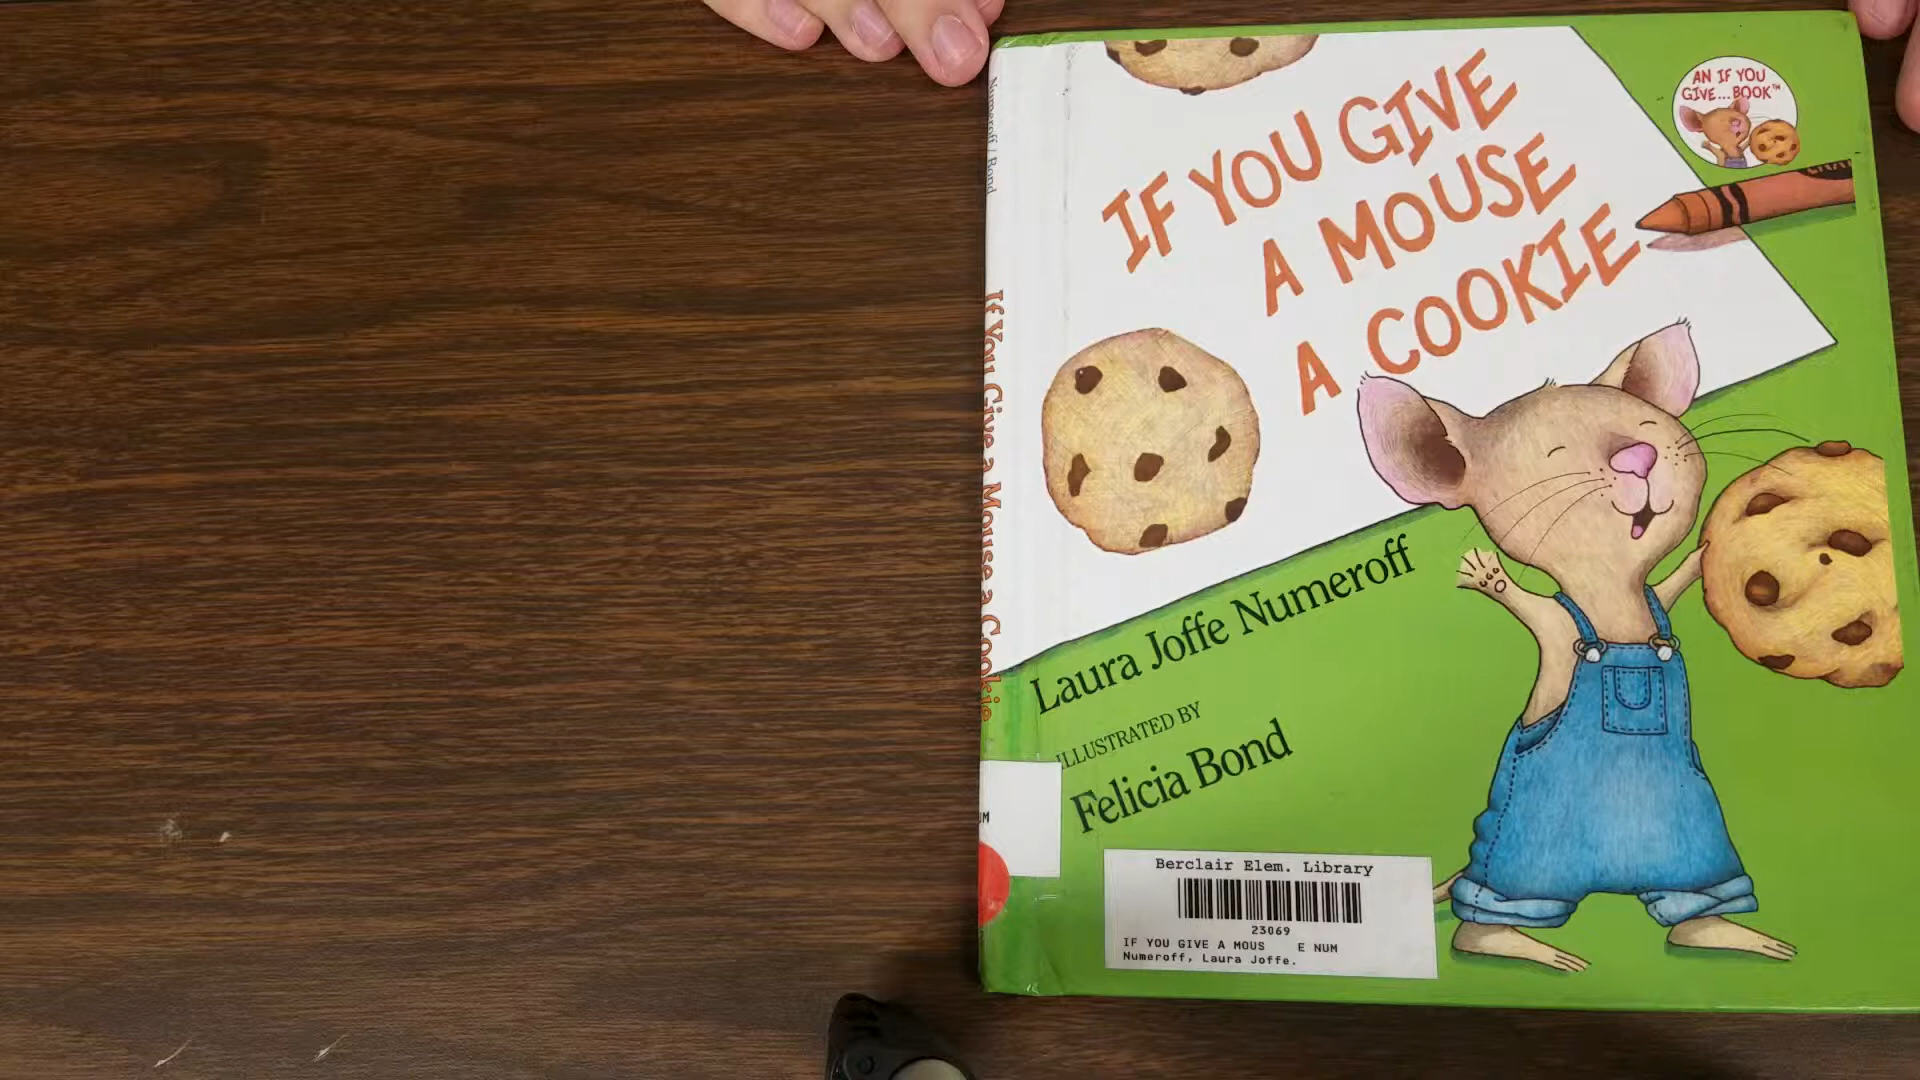 AN IF YOU
GIVE...BOOK™
IF YOU GIVE
A MOUSE
A COOKIE
Laura Joffe Numeroff
ILLUSTRATED BY
Felicia Bond
Numeroff / Bond
If You Give a Mouse a Cookie
Berclair Elem. Library
23069
IF YOU GIVE A MOUS E NUM
Numeroff, Laura Joffe.